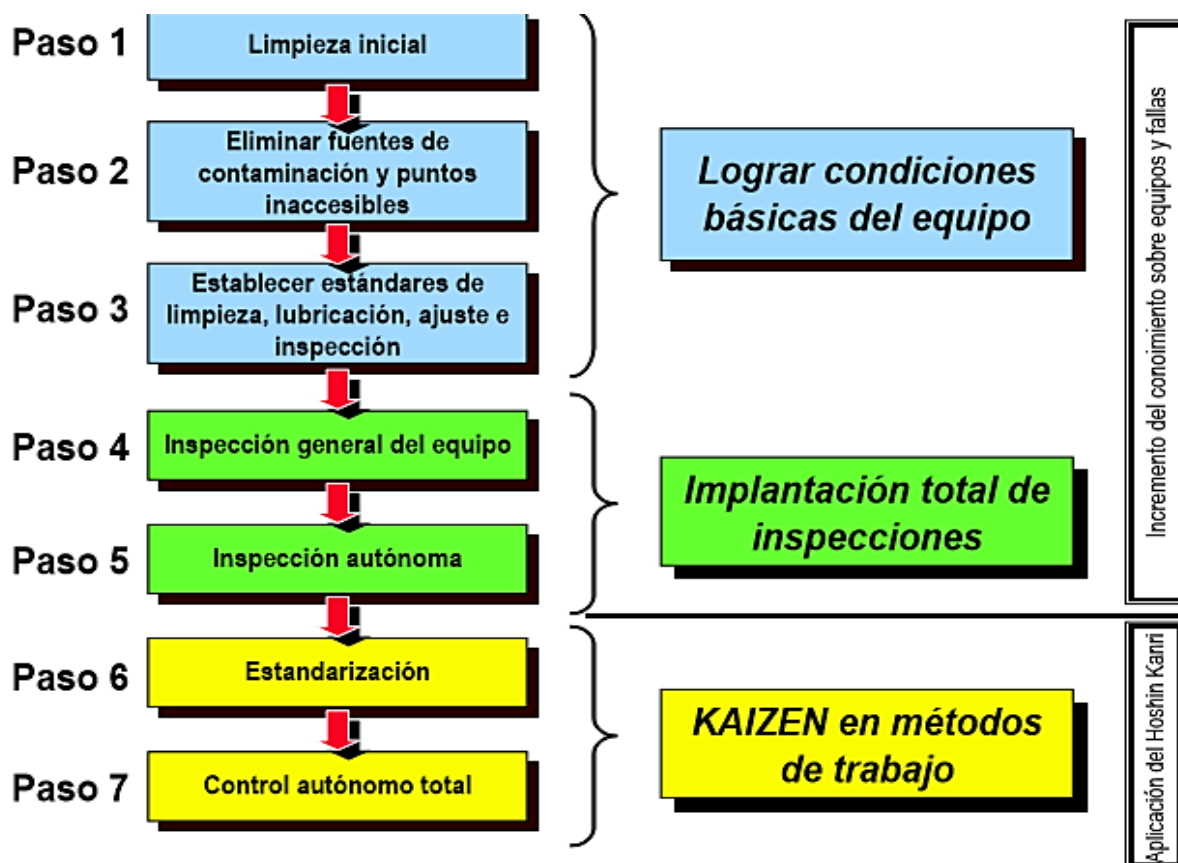 Paso 1
Limpieza inicial
Paso 2
Eliminar fuentes de
contaminación y puntos
inaccesibles
Paso 3
Establecer estándares de
limpieza, lubricación, ajuste e
inspección
Lograr condiciones
básicas del equipo
Paso 4
Inspección general del equipo
Paso 5
Inspección autónoma
Implantación total de
inspecciones
Incremento del conoimiento sobre equipos y fallas
Paso 6
Estandarización
Paso 7
Control autónomo total
KAIZEN en métodos
de trabajo
Aplicación del Hoshin Kanri